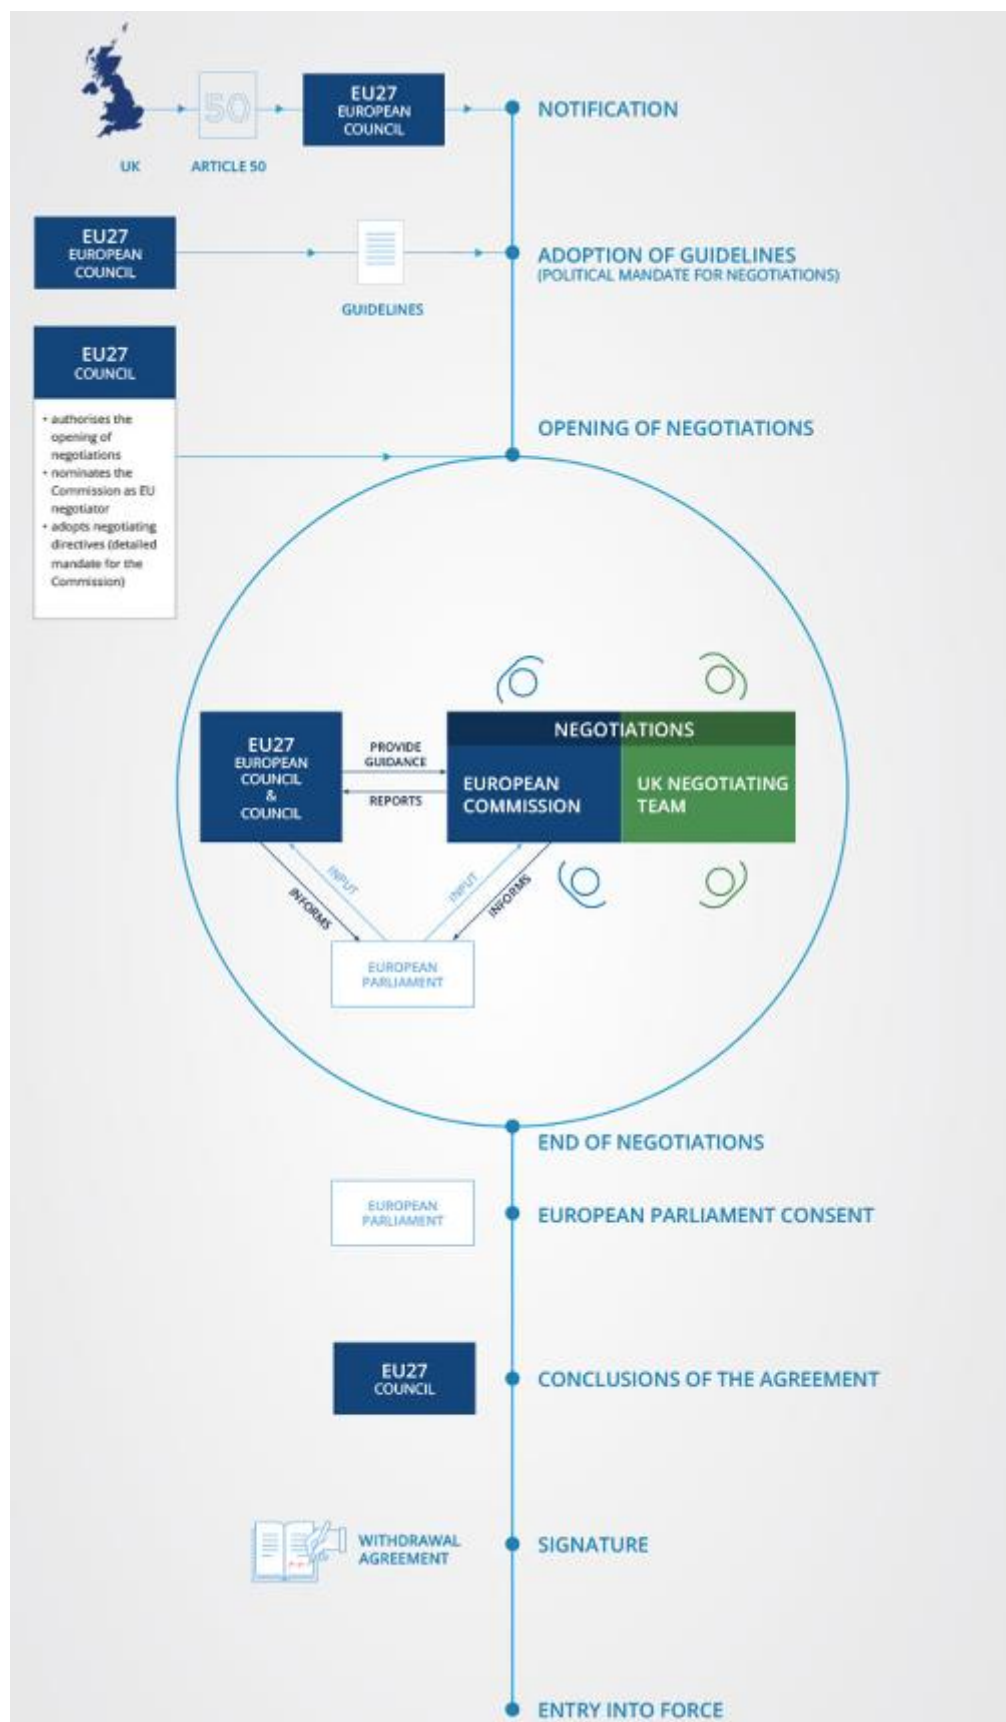 50
EU27
EUROPEAN
COUNCIL
NOTIFICATION
UK
ARTICLE 50
EU27
EUROPEAN
COUNCIL
ADOPTION OF GUIDELINES
(POLITICAL MANDATE FOR NEGOTIATIONS)
GUIDELINES
EU27
COUNCIL
• authorises the
opening of
negotiations
• nominates the
Commission as EU
negotiator
• adopts negotiating
directives (detailed
mandate for the
Commission)
OPENING OF NEGOTIATIONS
EU27
EUROPEAN
COUNCIL
&
COUNCIL
PROVIDE
GUIDANCE
REPORTS
NEGOTIATIONS
EUROPEAN
COMMISSION
UK NEGOTIATING
TEAM
INPUT
INFORMS
INPUT
INFORMS
EUROPEAN
PARLIAMENT
END OF NEGOTIATIONS
EUROPEAN
PARLIAMENT
EUROPEAN PARLIAMENT CONSENT
EU27
COUNCIL
CONCLUSIONS OF THE AGREEMENT
WITHDRAWAL
AGREEMENT
SIGNATURE
ENTRY INTO FORCE